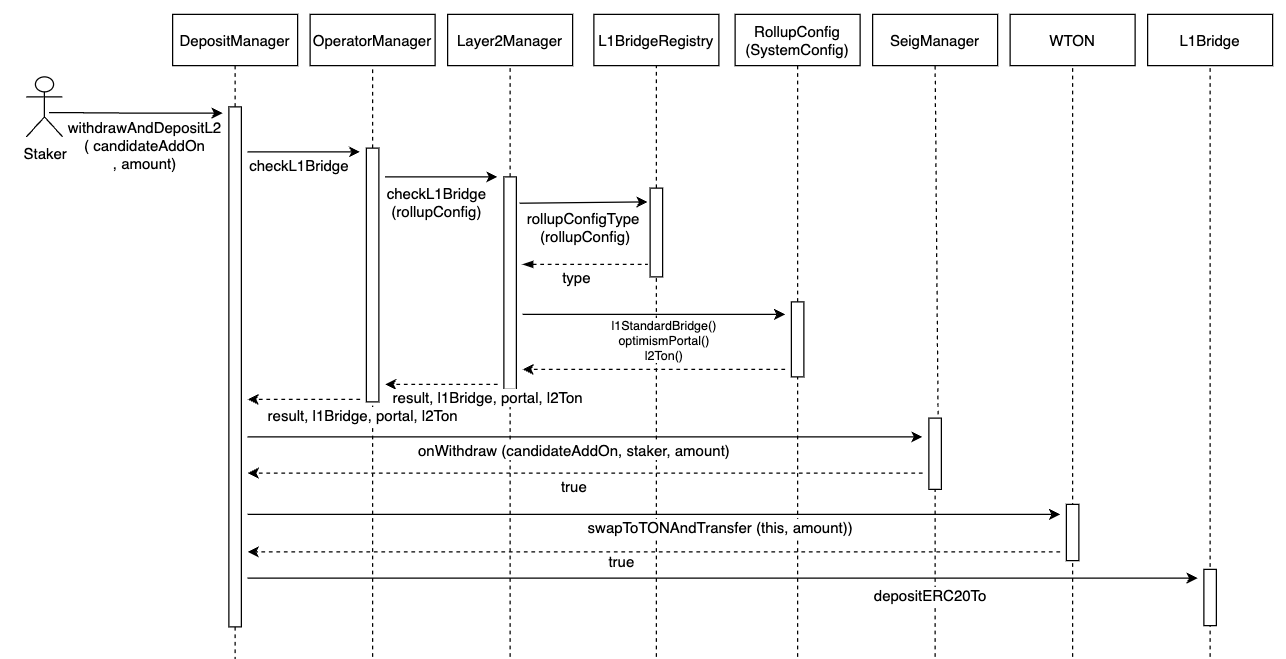 DepositManager
OperatorManager
Layer2Manager
L1BridgeRegistry
RollupConfig
(SystemConfig)
SeigManager
WTON
L1Bridge
Staker
withdrawAndDepositL2
( candidateAddOn
, amount)
checkL1Bridge
checkL1Bridge
(rollupConfig)
rollupConfigType
(rollupConfig)
type
l1StandardBridge()
optimismPortal()
l2Ton()
result, l1Bridge, portal, l2Ton
result, l1Bridge, portal, l2Ton
onWithdraw (candidateAddOn, staker, amount)
true
swapToTONAndTransfer (this, amount))
true
depositERC20To